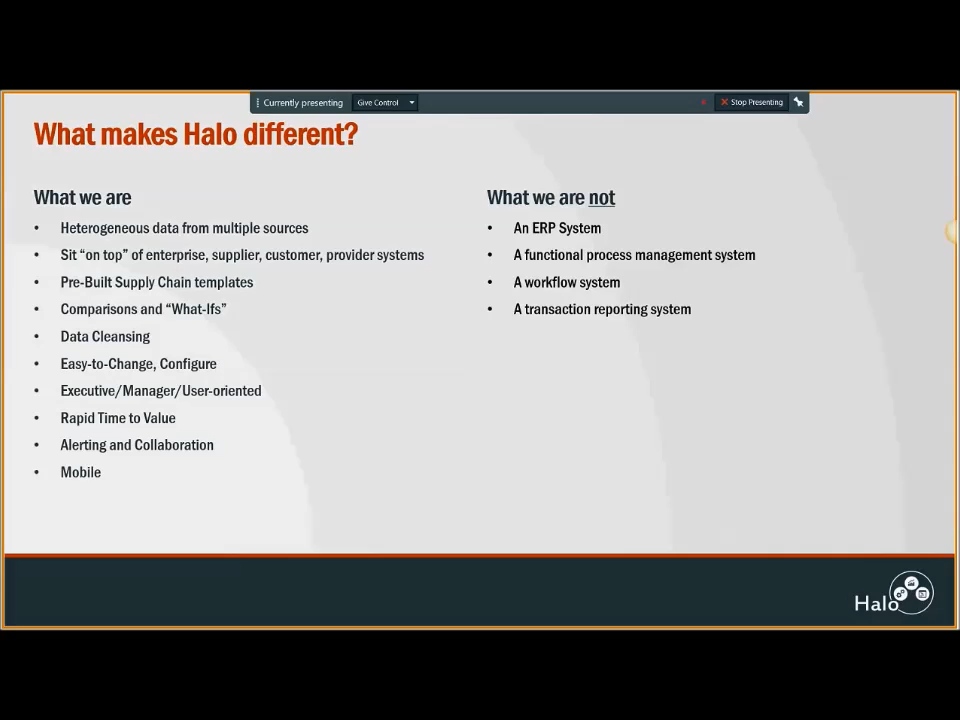 Currently presenting Give Control Stop Presenting
What makes Halo different?
What we are
• Heterogeneous data from multiple sources
• Sit “on top” of enterprise, supplier, customer, provider systems
• Pre-Built Supply Chain templates
• Comparisons and “What-Ifs”
• Data Cleansing
• Easy-to-Change, Configure
• Executive/Manager/User-oriented
• Rapid Time to Value
• Alerting and Collaboration
• Mobile
What we are not
• An ERP System
• A functional process management system
• A workflow system
• A transaction reporting system
Halo